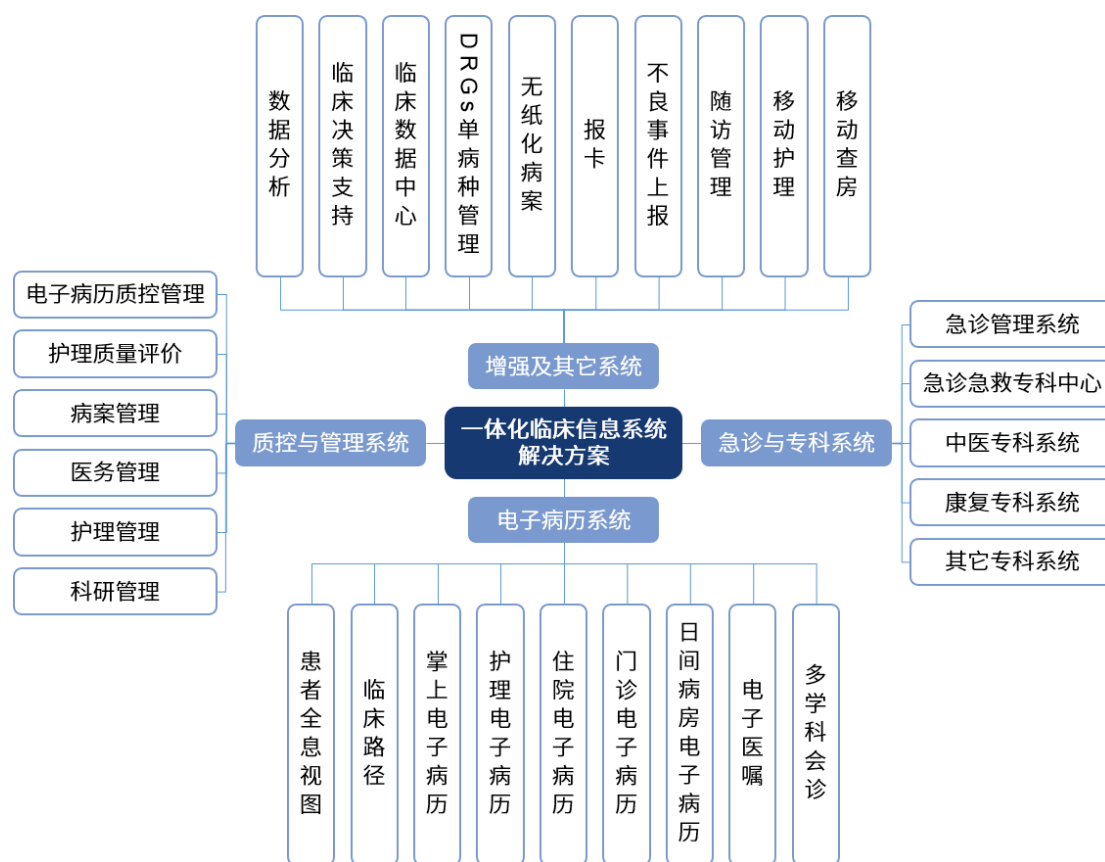 数据分析
临床决策支持
临床数据中心
DRGs单病种管理
无纸化病案
报卡
不良事件上报
随访管理
移动护理
移动查房
电子病历质控管理
护理质量评价
病案管理
医务管理
护理管理
科研管理
质控与管理系统
增强及其它系统
一体化临床信息系统
解决方案
电子病历系统
急诊与专科系统
急诊管理系统
急诊急救专科中心
中医专科系统
康复专科系统
其它专科系统
患者全息视图
临床路径
掌上电子病历
护理电子病历
住院电子病历
门诊电子病历
日间病房电子病历
电子医嘱
多学科会诊